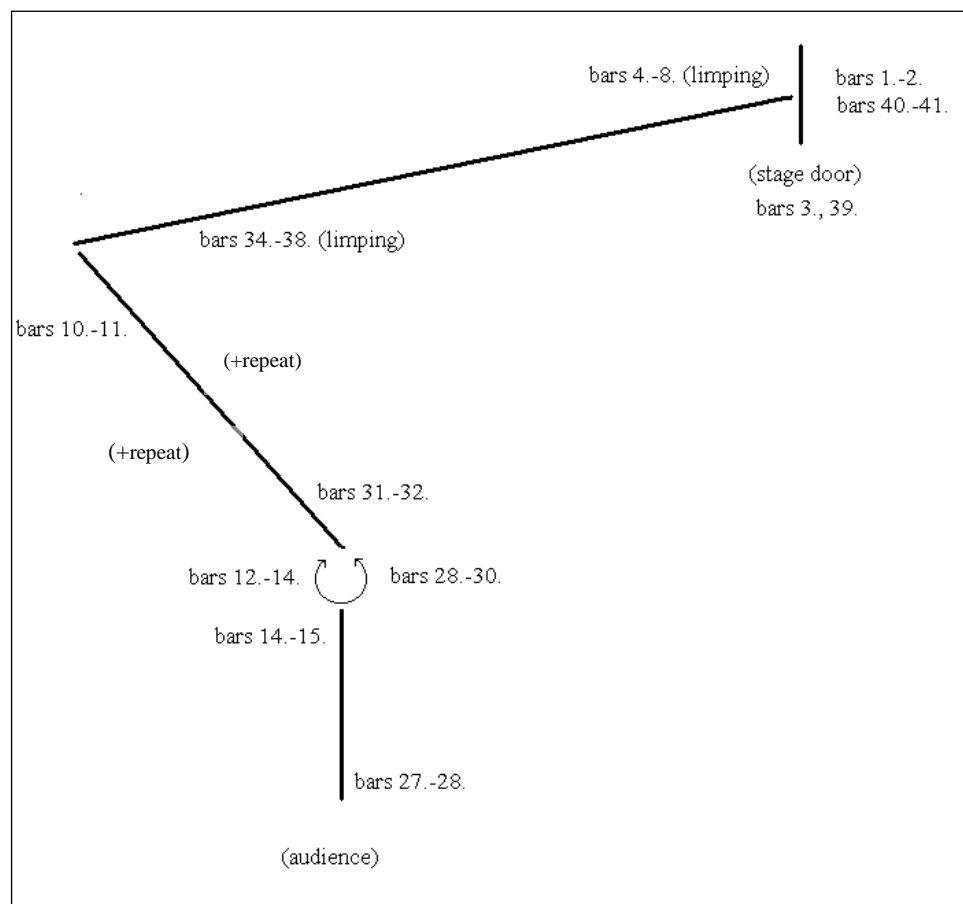 bars 4.-8. (limping)
bars 1.-2.
bars 40.-41.
(stage door)
bars 3., 39.
bars 34.-38. (limping)
bars 10.-11.
(+repeat)
(+repeat)
bars 31.-32.
bars 12.-14.
bars 28.-30.
bars 14.-15.
bars 27.-28.
(audience)